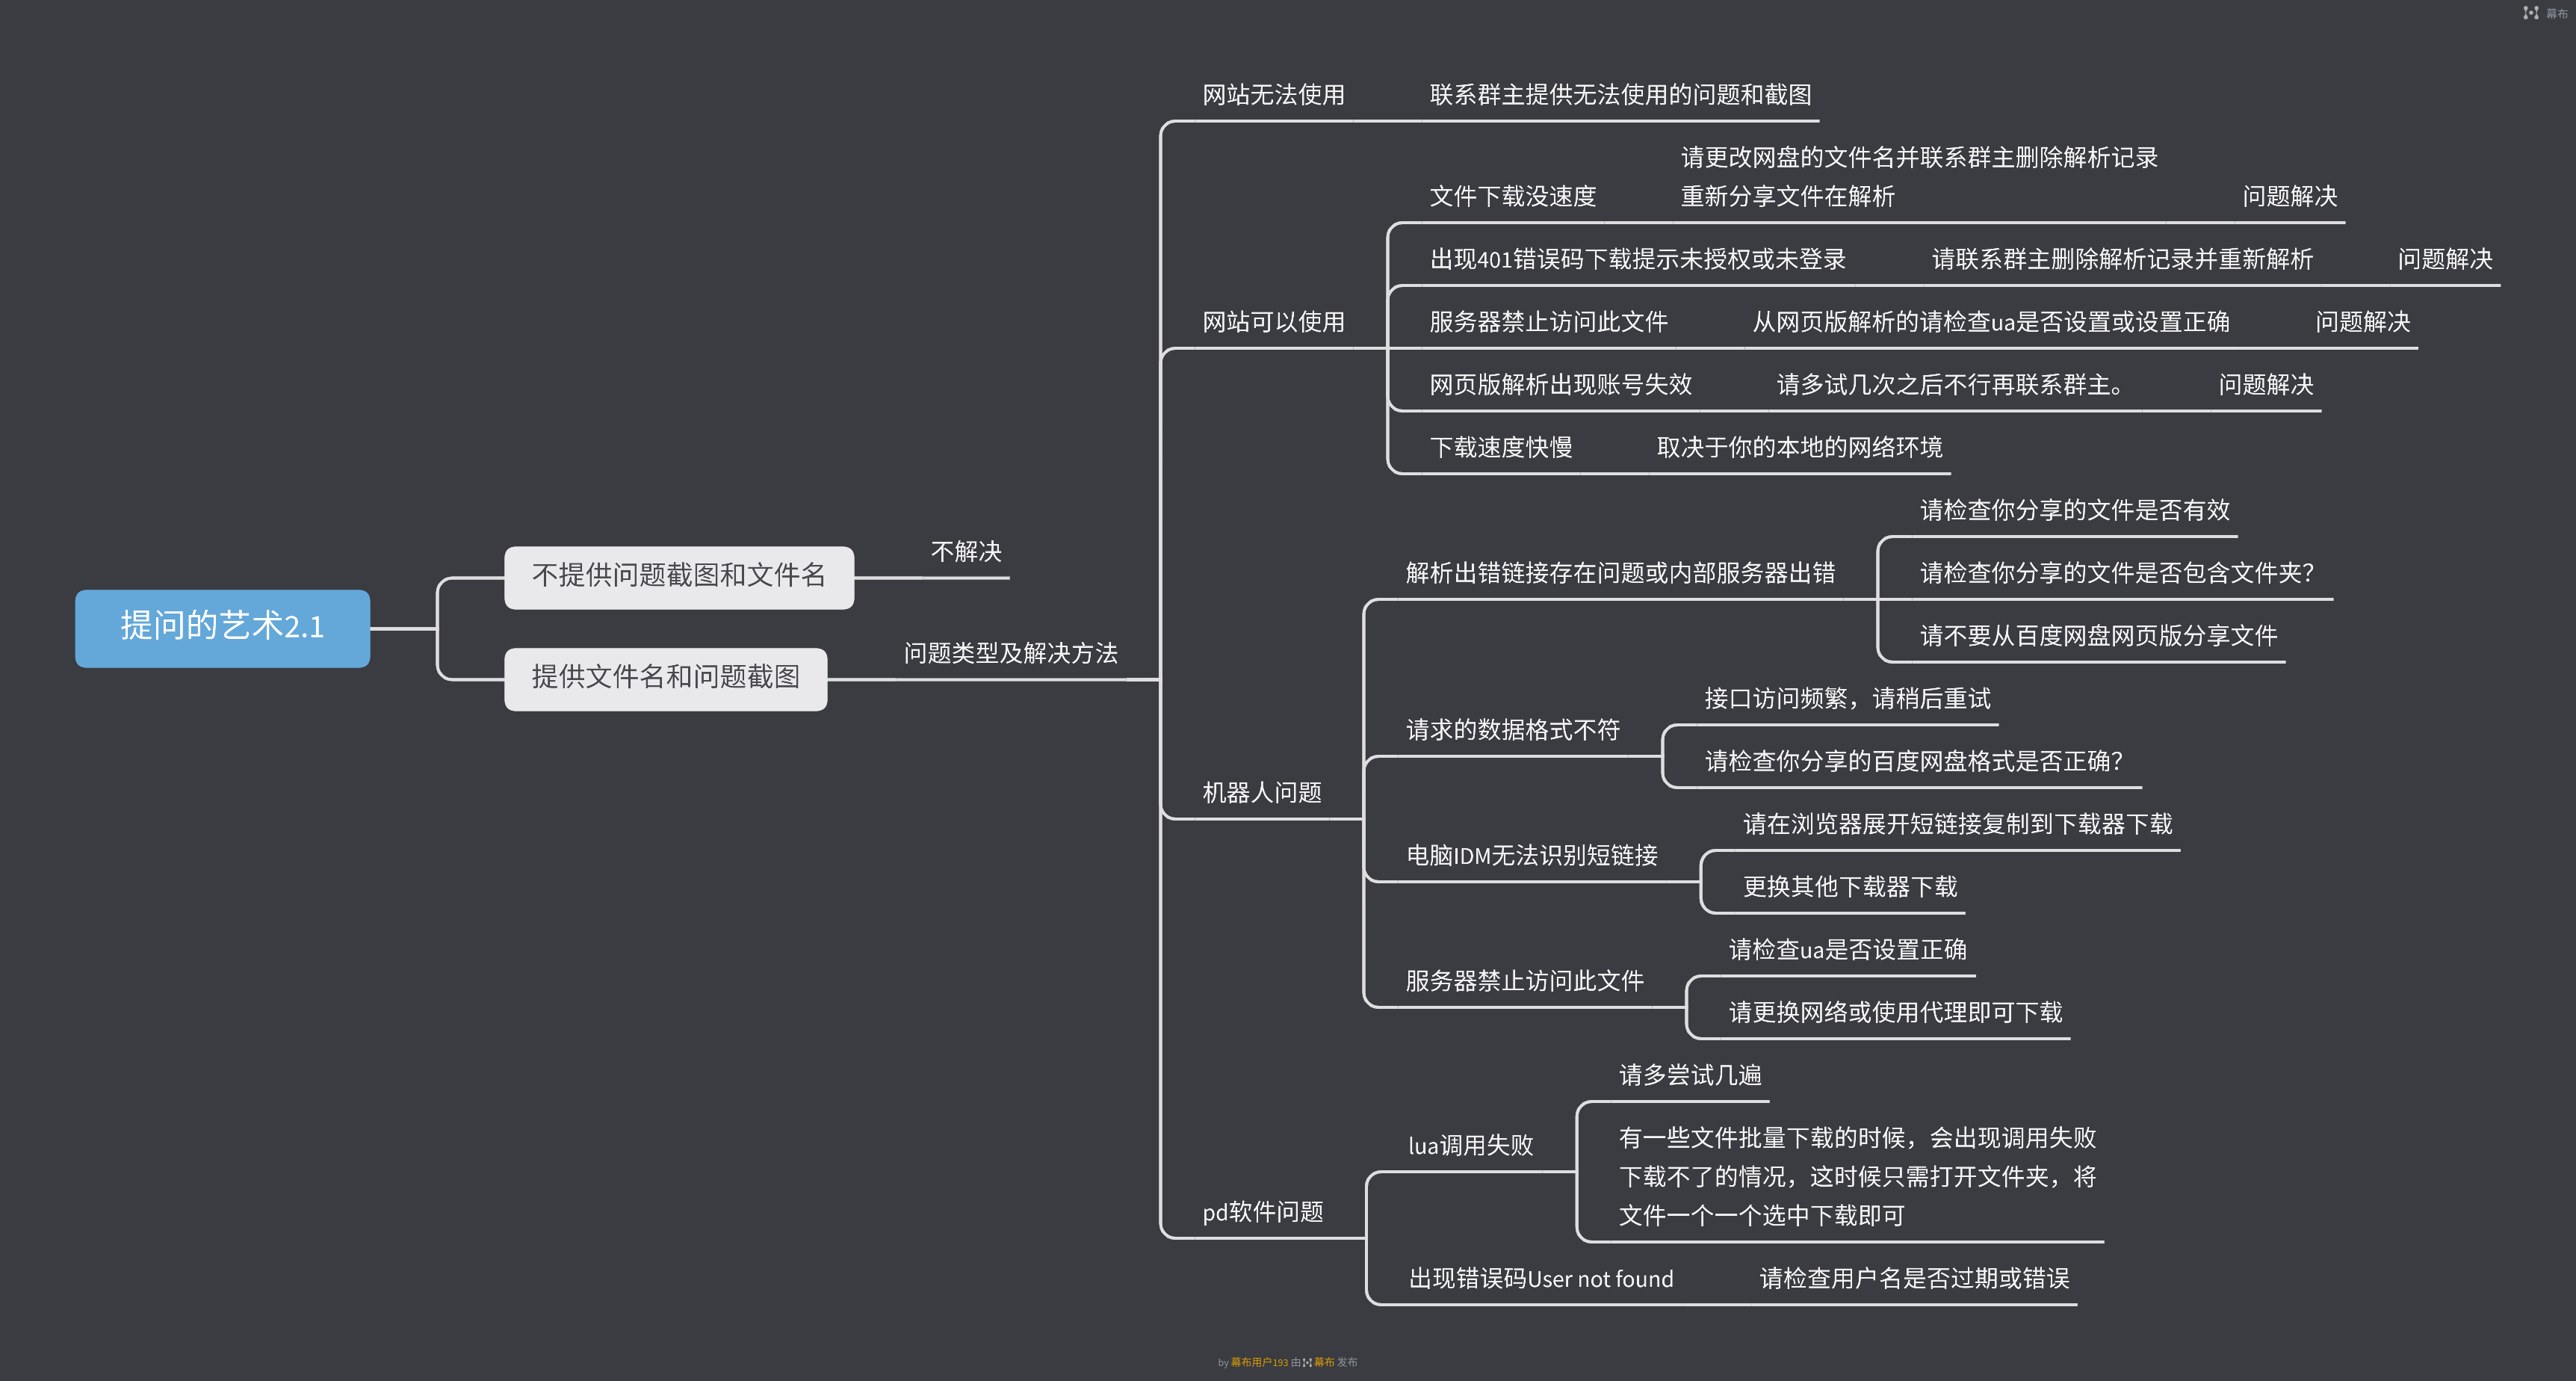 幕布
提问的艺术2.1
不提供问题截图和文件名
不解决
提供文件名和问题截图
问题类型及解决方法
网站无法使用
联系群主提供无法使用的问题和截图
网站可以使用
文件下载没速度
请更改网盘的文件名并联系群主删除解析记录
重新分享文件在解析
问题解决
出现401错误码下载提示未授权或未登录
请联系群主删除解析记录并重新解析
问题解决
服务器禁止访问此文件
从网页版解析的请检查ua是否设置或设置正确
问题解决
网页版解析出现账号失效
请多试几次之后不行再联系群主。
问题解决
下载速度快慢
取决于你的本地的网络环境
机器人问题
解析出错链接存在问题或内部服务器出错
请检查你分享的文件是否有效
请检查你分享的文件是否包含文件夹?
请不要从百度网盘网页版分享文件
请求的数据格式不符
接口访问频繁，请稍后重试
请检查你分享的百度网盘格式是否正确?
电脑IDM无法识别短链接
请在浏览器展开短链接复制到下载器下载
更换其他下载器下载
服务器禁止访问此文件
请检查ua是否设置正确
请更换网络或使用代理即可下载
pd软件问题
lua调用失败
请多尝试几遍
有一些文件批量下载的时候，会出现调用失败
下载不了的情况，这时候只需打开文件夹，将
文件一个一个选中下载即可
出现错误码User not found
请检查用户名是否过期或错误
by 幕布用户193 由 幕布 发布